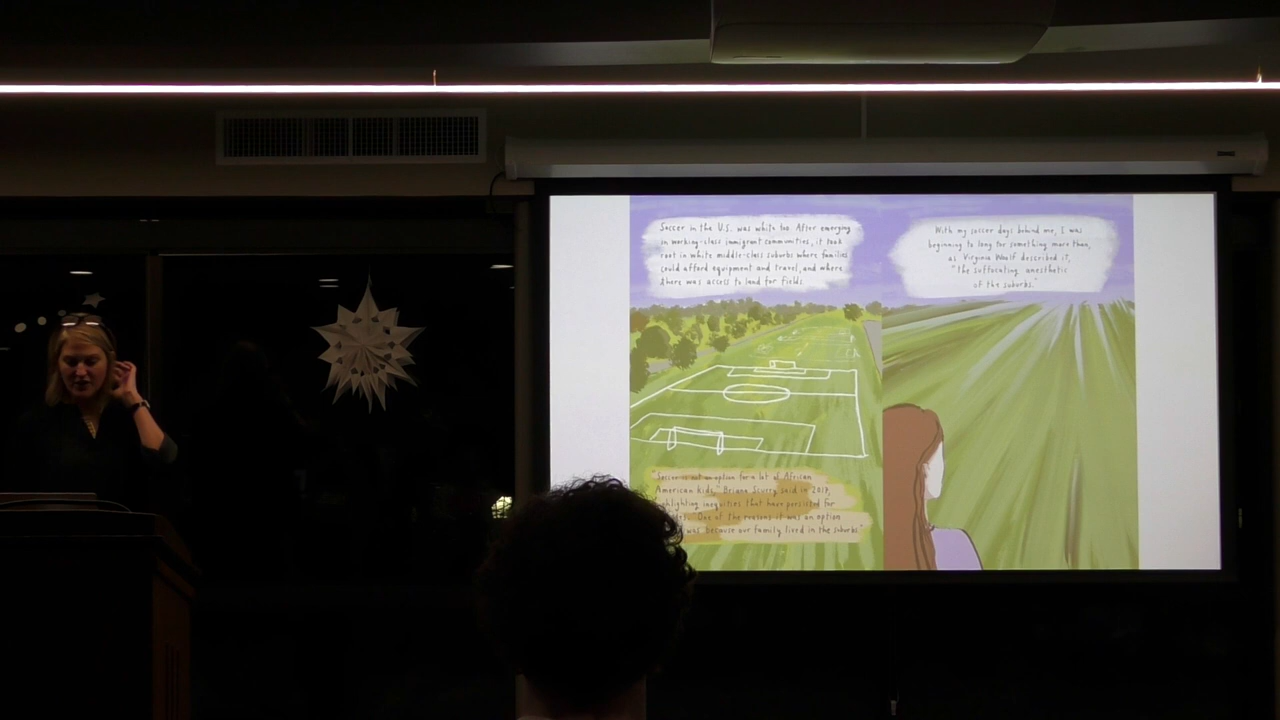 Soccer in the U.S. was white too. After emerging
in working-class immigrant communities, it took
root in white middle-class suburbs where families
could afford equipment and travel, and where
there was access to land for fields.
"Soccer is not an option for a lot of African
American kids," Briana Scurry said in 2017,
highlighting inequities that have persisted for
One of the reasons it was an option
was because our family lived in the suburbs."
With my soccer days behind me, I was
beginning to long for something more than,
as Virginia Woolf described it,
"the suffocating anesthetic
of the suburbs."